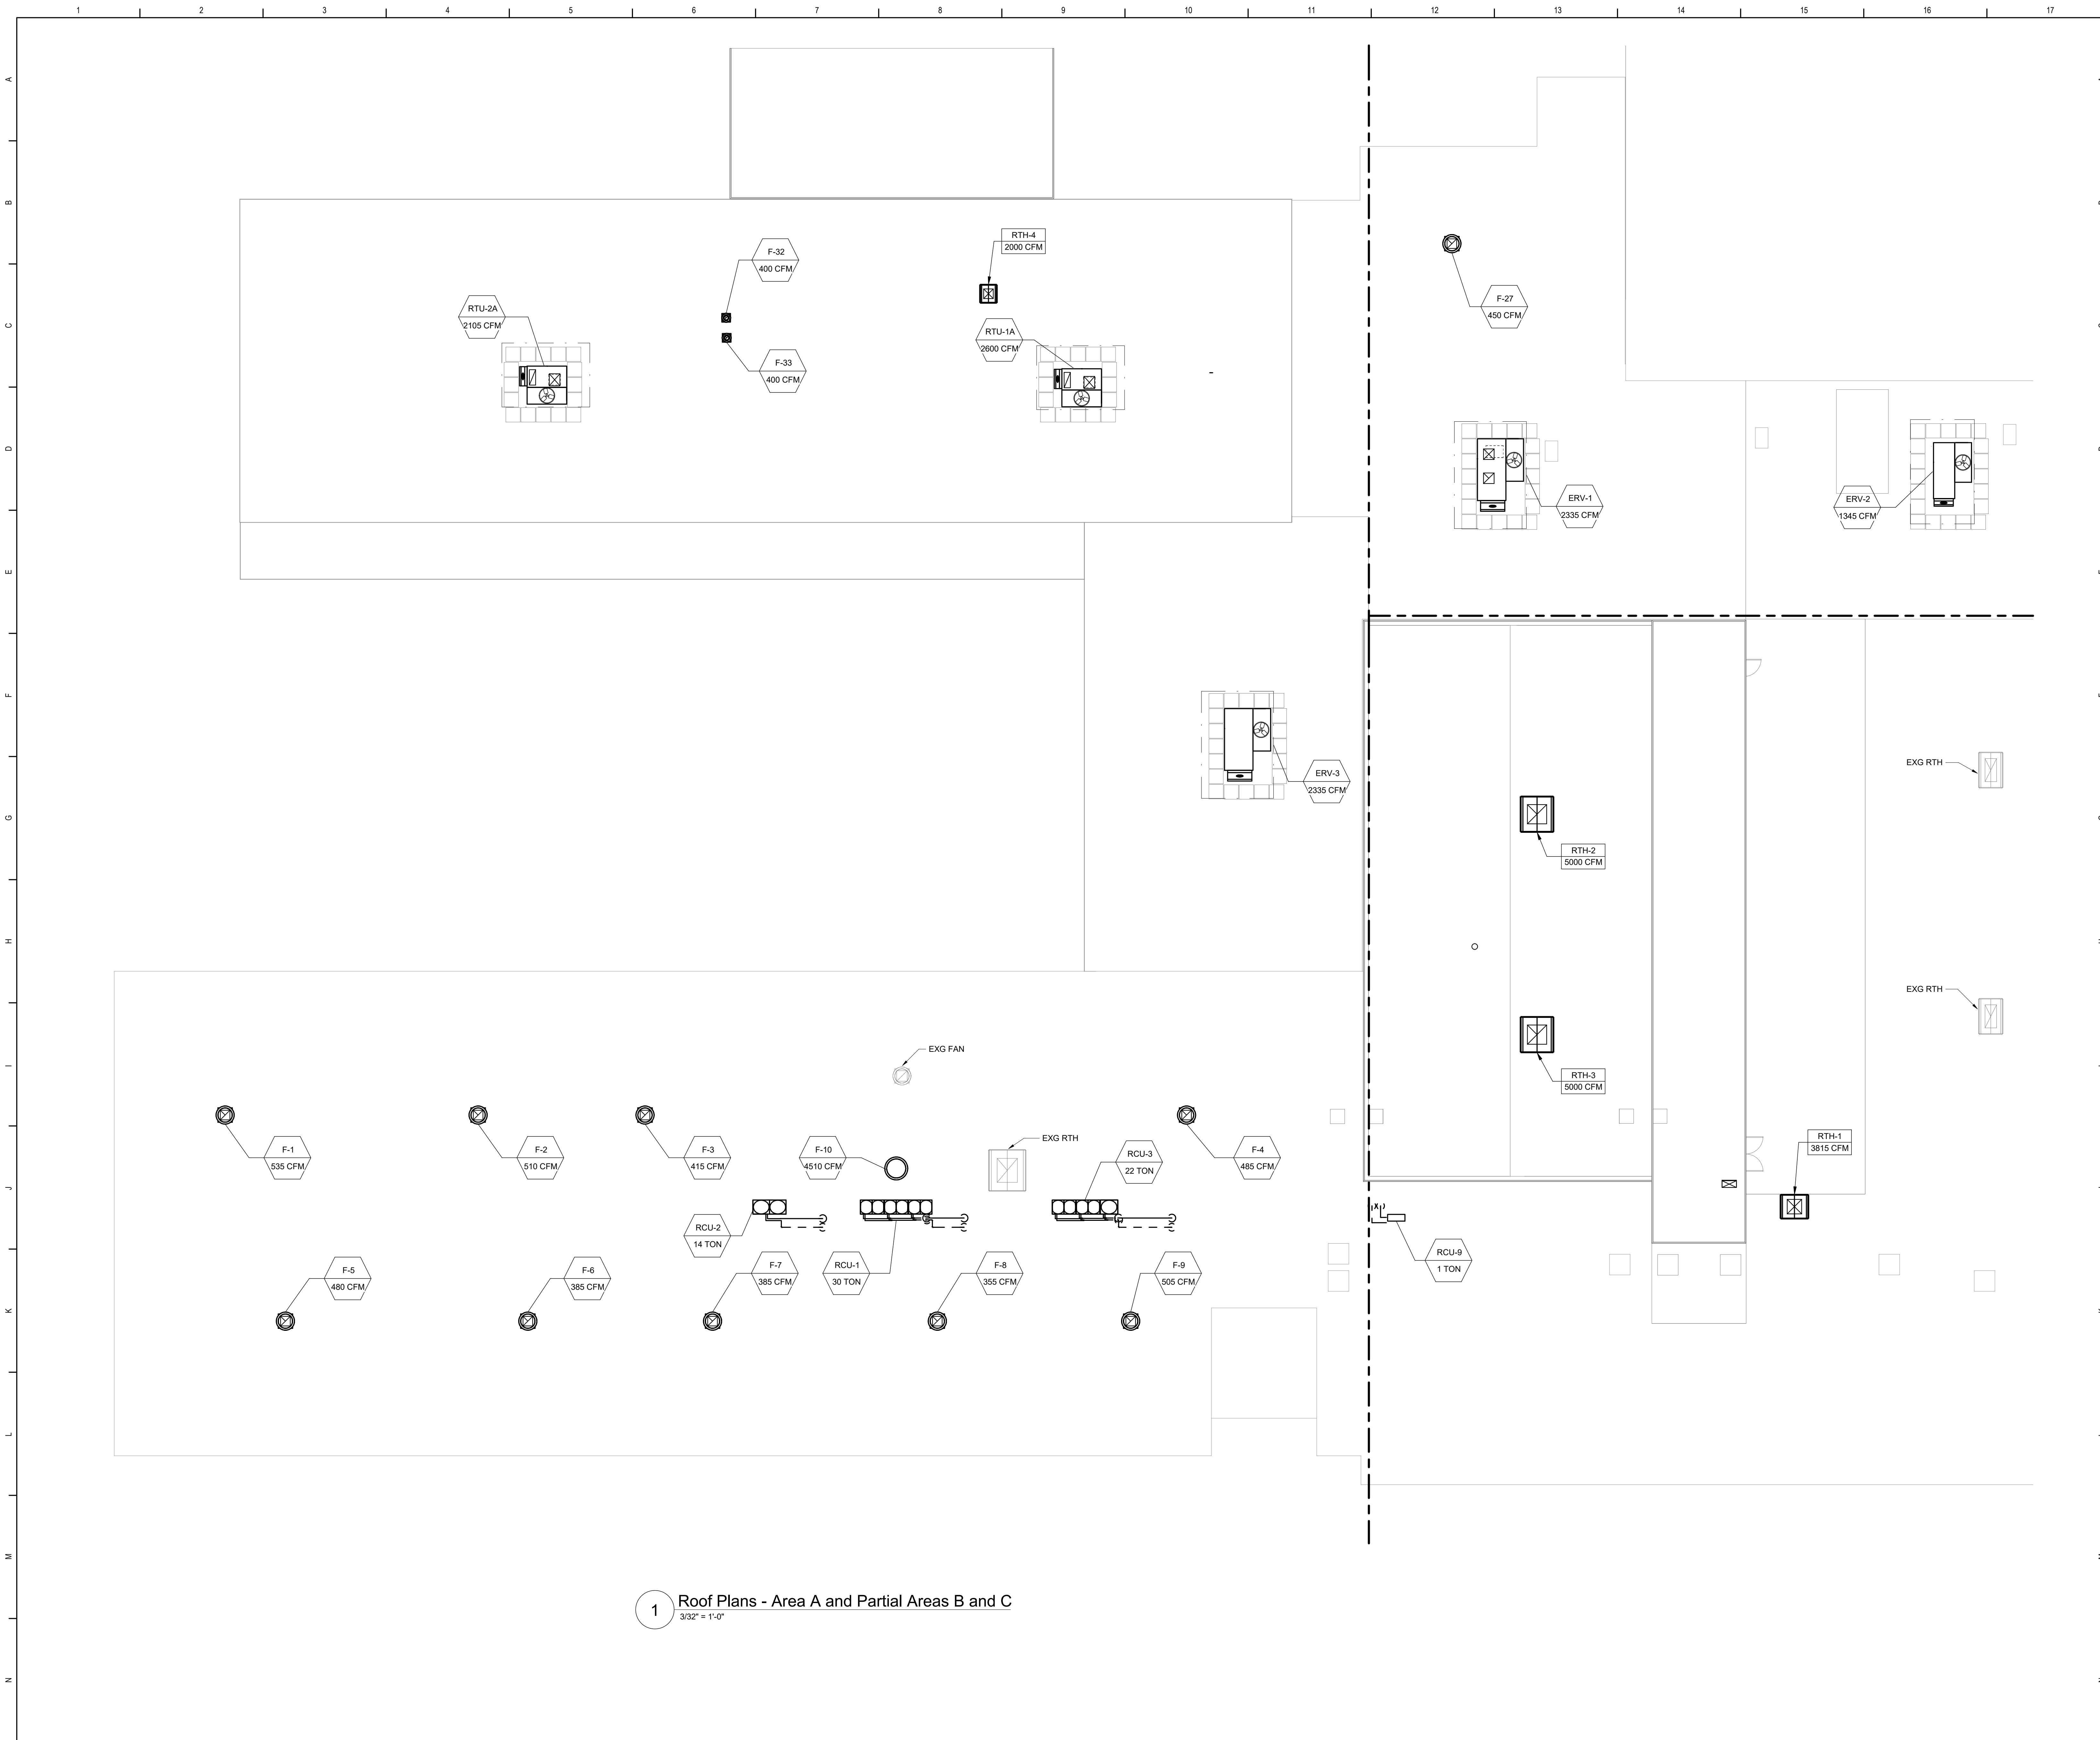 1 2 3 4 5 6 7 8 9 10 11 12 13 14 15 16 17
A
B
C
D
E
F
G
H
I
J
K
L
M
N
RTH-4
2000 CFM
F-32
400 CFM
RTU-2A
2105 CFM
F-33
400 CFM
RTU-1A
2600 CFM
F-27
450 CFM
ERV-1
2335 CFM
ERV-2
1345 CFM
ERV-3
2335 CFM
EXG RTH
RTH-2
5000 CFM
EXG RTH
EXG FAN
RTH-3
5000 CFM
F-1
535 CFM
F-2
510 CFM
F-3
415 CFM
F-10
4510 CFM
EXG RTH
RCU-3
22 TON
F-4
485 CFM
RTH-1
3815 CFM
RCU-2
14 TON
RCU-9
1 TON
F-5
480 CFM
F-6
385 CFM
F-7
385 CFM
RCU-1
30 TON
F-8
355 CFM
F-9
505 CFM
1
Roof Plans - Area A and Partial Areas B and C
3/32" = 1'-0"